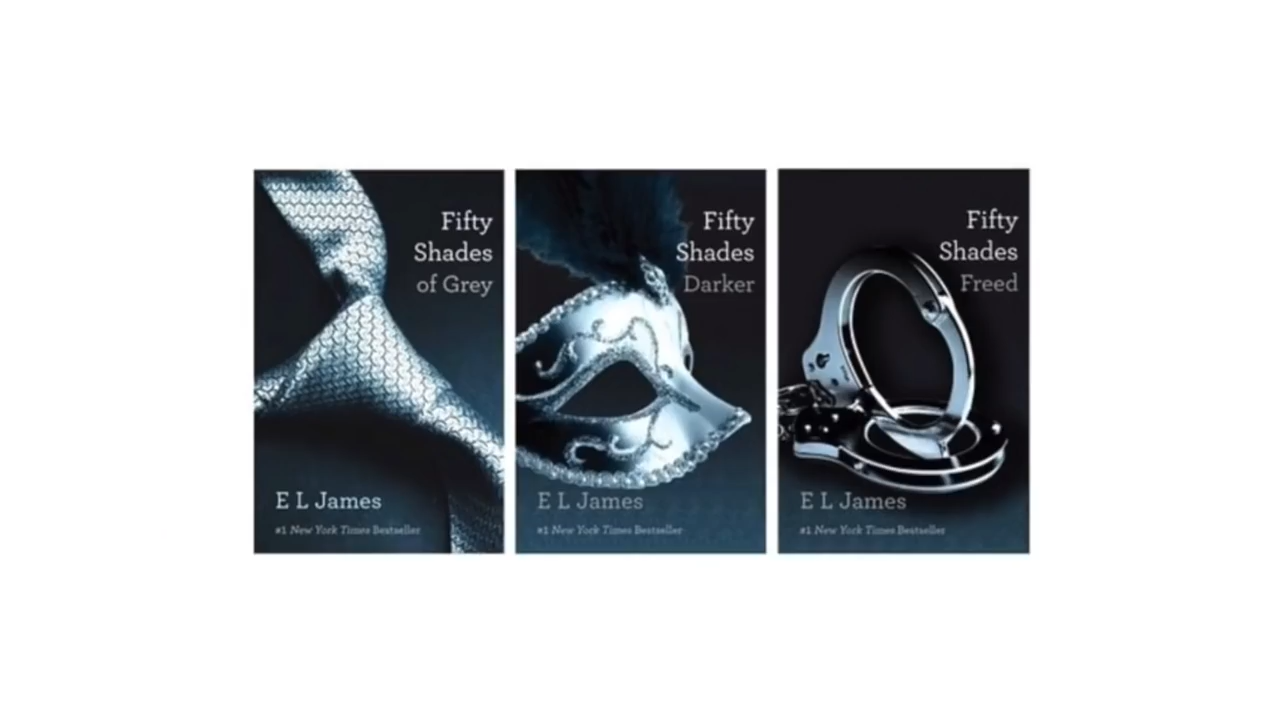 Fifty
Shades
of Grey
E L James
#1 New York Times Bestseller
Fifty
Shades
Darker
E L James
#1 New York Times Bestseller
Fifty
Shades
Freed
E L James
#1 New York Times Bestseller